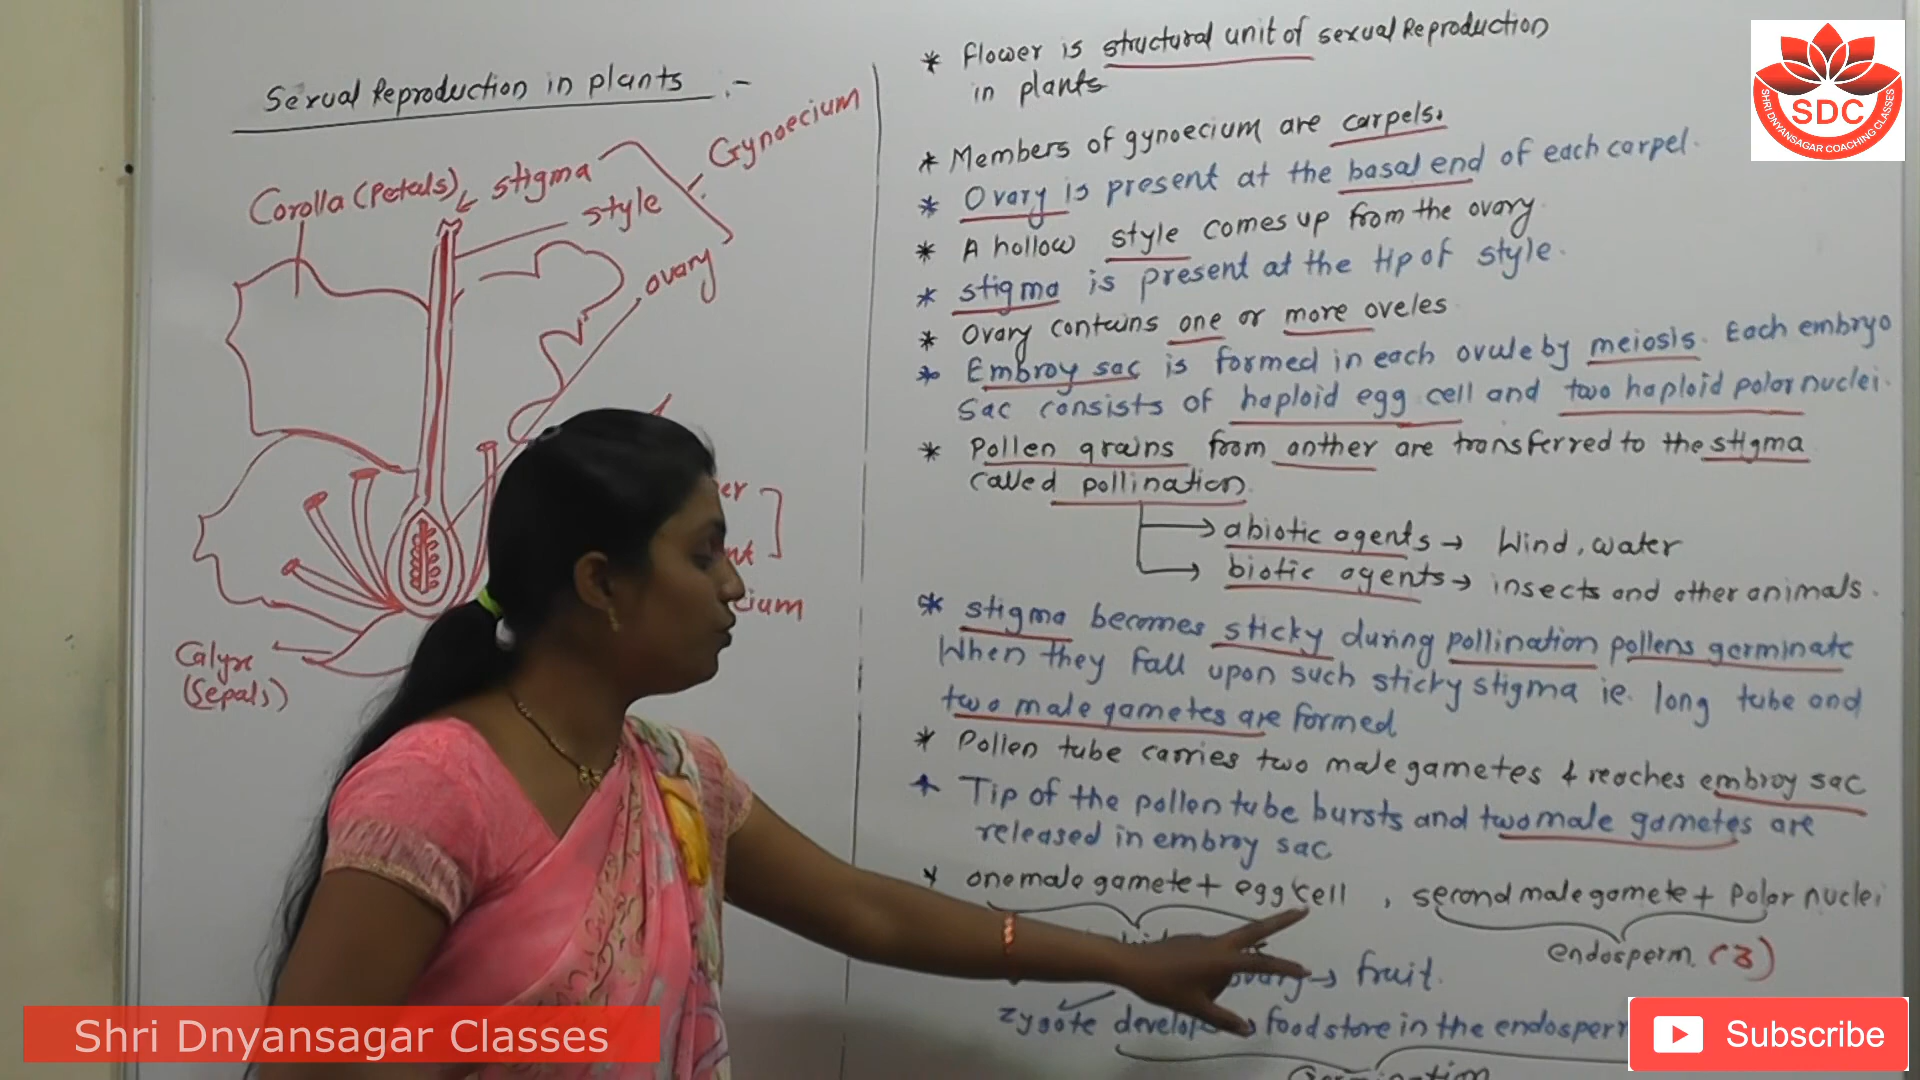 Sexual Reproduction in plants :-
Gynoecium
Corolla (Petals)
stigma
style
ovary
Calyx
(Sepals)
* Flower is structural unit of sexual Reproduction
in plants
* Members of gynoecium are carpels.
* Ovary is present at the basal end of each carpel.
* A hollow style comes up from the ovary
* stigma is present at the tip of style.
* Ovary contains one or more oveles
* Embroy sac is formed in each ovule by meiosis. Each embryo
Sac consists of haploid egg cell and two haploid polar nuclei.
* Pollen grains from anther are transferred to the stigma
called pollination.
→ abiotic agents → Wind, water
→ biotic agents → insects and other animals.
* stigma becomes sticky during pollination pollens germinate
When they fall upon such sticky stigma ie. long tube and
two male gametes are formed
* Pollen tube carries two male gametes & reaches embroy sac
* Tip of the pollen tube bursts and two male gametes are
released in embroy sac
* one male gamete + egg cell , second male gamete + Polar nuclei
endosperm (3)
ovary → fruit.
zygote develop food store in the endosperm
Germination
SHRI DNYANSAGAR COACHING CLASSES
SDC
Shri Dnyansagar Classes
Subscribe